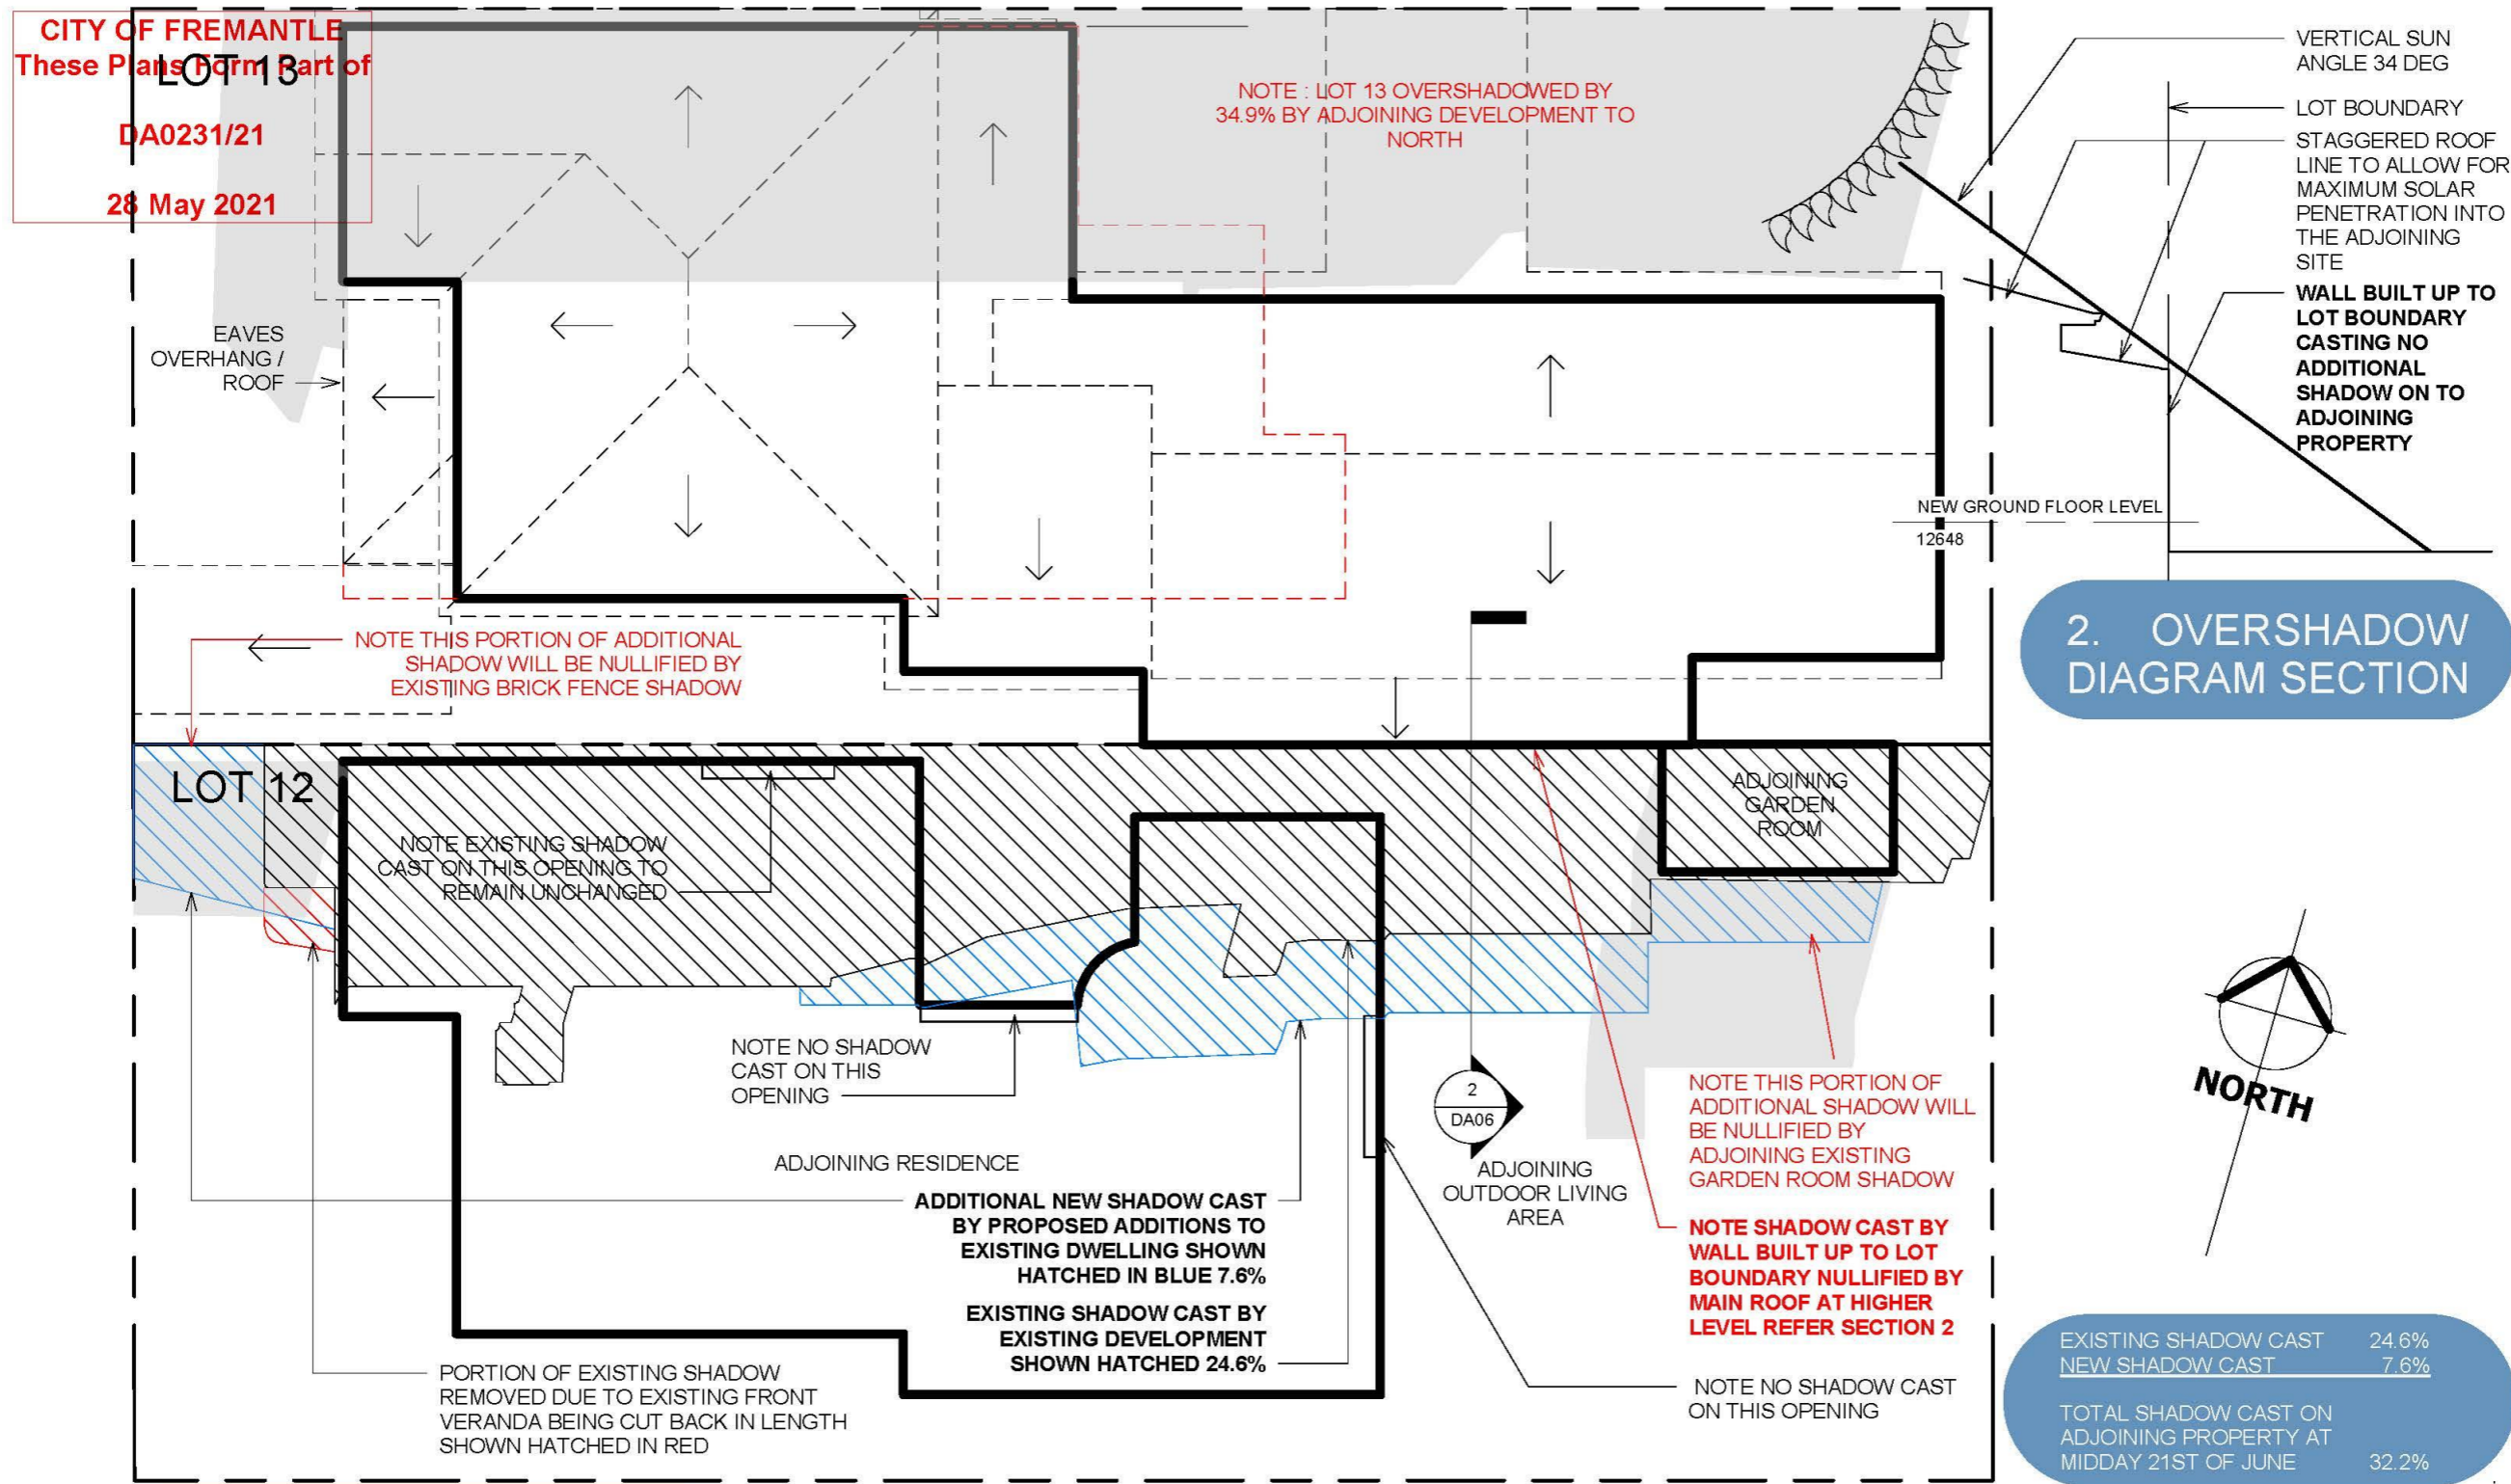 CITY OF FREMANTLE
These Plans Form Part of
DA0231/21
28 May 2021
LOT 13
NOTE : LOT 13 OVERSHADOWED BY
34.9% BY ADJOINING DEVELOPMENT TO
NORTH
VERTICAL SUN
ANGLE 34 DEG
LOT BOUNDARY
STAGGERED ROOF
LINE TO ALLOW FOR
MAXIMUM SOLAR
PENETRATION INTO
THE ADJOINING
SITE
WALL BUILT UP TO
LOT BOUNDARY
CASTING NO
ADDITIONAL
SHADOW ON TO
ADJOINING
PROPERTY
EAVES
OVERHANG /
ROOF
NEW GROUND FLOOR LEVEL
12648
2. OVERSHADOW
DIAGRAM SECTION
NOTE THIS PORTION OF ADDITIONAL
SHADOW WILL BE NULLIFIED BY
EXISTING BRICK FENCE SHADOW
LOT 12
NOTE EXISTING SHADOW
CAST ON THIS OPENING TO
REMAIN UNCHANGED
ADJOINING
GARDEN
ROOM
NOTE NO SHADOW
CAST ON THIS
OPENING
2
DA06
ADJOINING RESIDENCE
ADJOINING
OUTDOOR LIVING
AREA
NOTE THIS PORTION OF
ADDITIONAL SHADOW WILL
BE NULLIFIED BY
ADJOINING EXISTING
GARDEN ROOM SHADOW
NORTH
ADDITIONAL NEW SHADOW CAST
BY PROPOSED ADDITIONS TO
EXISTING DWELLING SHOWN
HATCHED IN BLUE 7.6%
NOTE SHADOW CAST BY
WALL BUILT UP TO LOT
BOUNDARY NULLIFIED BY
MAIN ROOF AT HIGHER
LEVEL REFER SECTION 2
EXISTING SHADOW CAST BY
EXISTING DEVELOPMENT
SHOWN HATCHED 24.6%
PORTION OF EXISTING SHADOW
REMOVED DUE TO EXISTING FRONT
VERANDA BEING CUT BACK IN LENGTH
SHOWN HATCHED IN RED
NOTE NO SHADOW CAST
ON THIS OPENING
EXISTING SHADOW CAST 24.6%
NEW SHADOW CAST 7.6%
TOTAL SHADOW CAST ON
ADJOINING PROPERTY AT
MIDDAY 21ST OF JUNE 32.2%